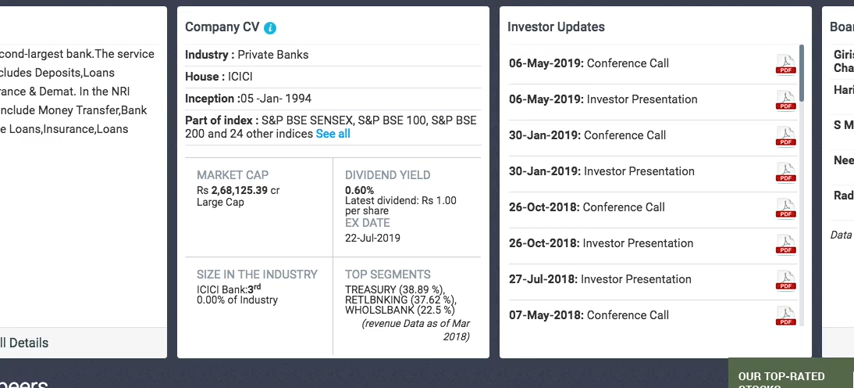 cond-largest bank.The service
cludes Deposits,Loans
rance & Demat. In the NRI
nclude Money Transfer,Bank
e Loans,Insurance,Loans
ll Details
Company CV i
Industry : Private Banks
House : ICICI
Inception :05 -Jan- 1994
Part of index : S&P BSE SENSEX, S&P BSE 100, S&P BSE
200 and 24 other indices See all
MARKET CAP
Rs 2,68,125.39 cr
Large Cap
DIVIDEND YIELD
0.60%
Latest dividend: Rs 1.00
per share
EX DATE
22-Jul-2019
SIZE IN THE INDUSTRY
ICICI Bank:3rd
0.00% of Industry
TOP SEGMENTS
TREASURY (38.89 %),
RETLBNKING (37.62 %),
WHOLSLBANK (22.5 %)
(revenue Data as of Mar
2018)
Investor Updates
06-May-2019: Conference Call PDF
06-May-2019: Investor Presentation PDF
30-Jan-2019: Conference Call PDF
30-Jan-2019: Investor Presentation PDF
26-Oct-2018: Conference Call PDF
26-Oct-2018: Investor Presentation PDF
27-Jul-2018: Investor Presentation PDF
07-May-2018: Conference Call PDF
Boa
Giri
Cha
Hari
S M
Nee
Rad
Data
peers
OUR TOP-RATED
STOCKS